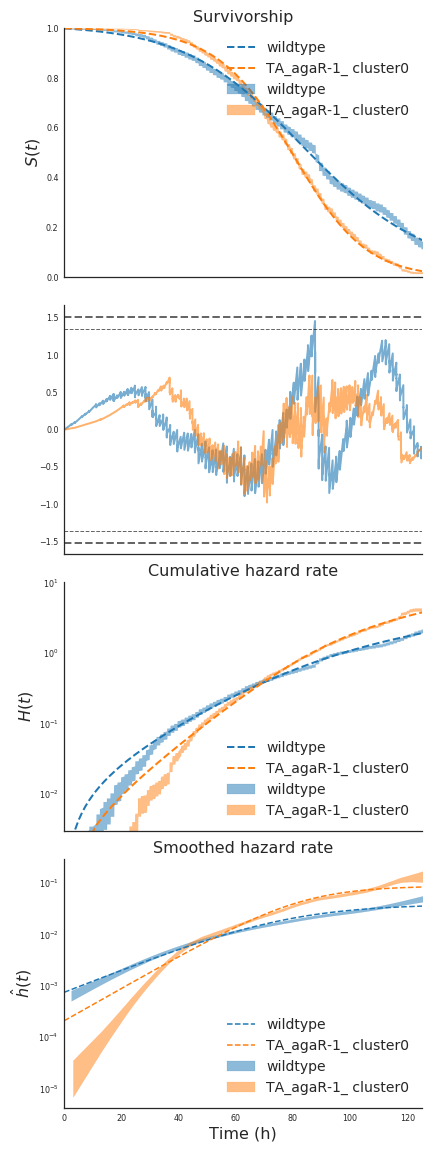 Survivorship
1.0
0.8
0.6
0.4
0.2
0.0
S(t)
wildtype
TA_agaR-1_ cluster0
wildtype
TA_agaR-1_ cluster0
1.5
1.0
0.5
0.0
−0.5
−1.0
−1.5
Cumulative hazard rate
10¹
10⁰
10⁻¹
10⁻²
H(t)
wildtype
TA_agaR-1_ cluster0
wildtype
TA_agaR-1_ cluster0
Smoothed hazard rate
10⁻¹
10⁻²
10⁻³
10⁻⁴
10⁻⁵
ĥ(t)
wildtype
TA_agaR-1_ cluster0
wildtype
TA_agaR-1_ cluster0
0 20 40 60 80 100 120
Time (h)